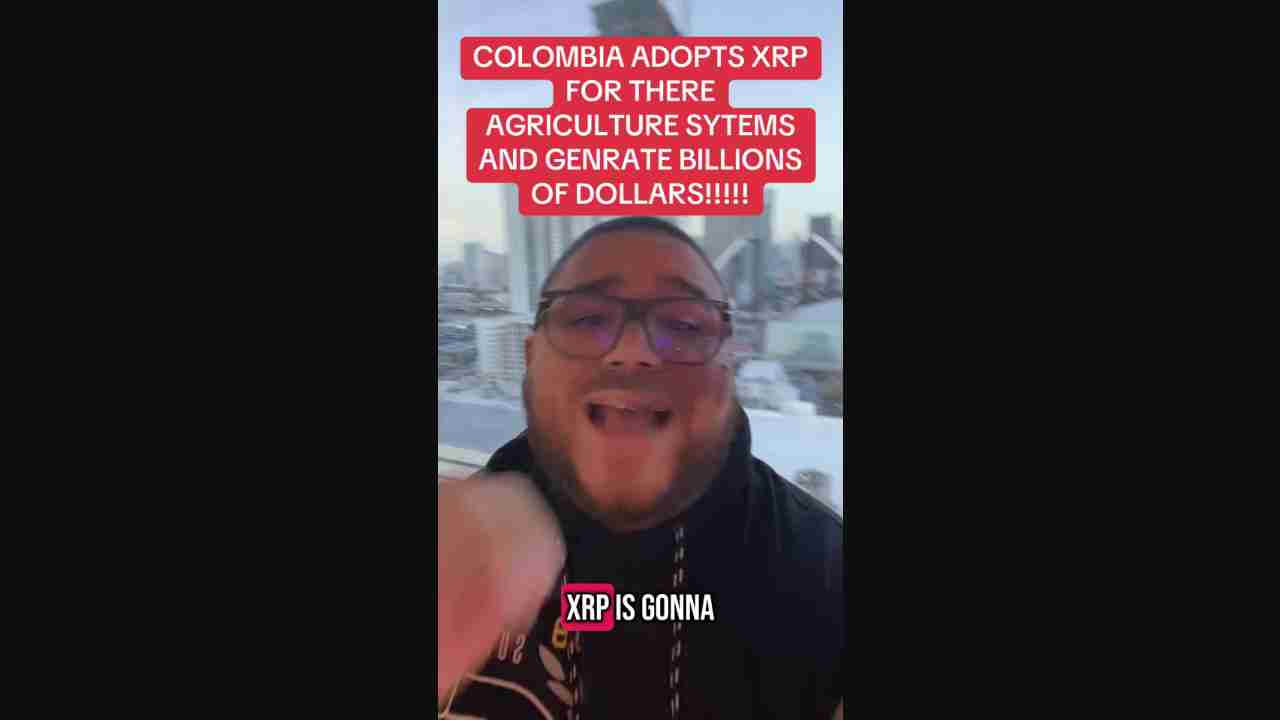 COLOMBIA ADOPTS XRP
FOR THERE
AGRICULTURE SYTEMS
AND GENRATE BILLIONS
OF DOLLARS!!!!!
XRP IS GONNA